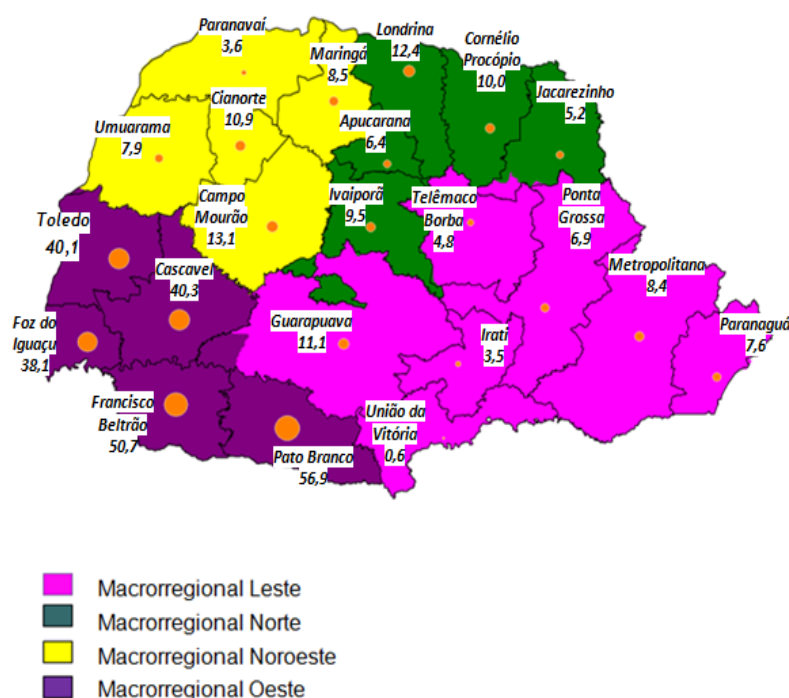 Paranavaí
3,6
Maringá
8,5
Londrina
12,4
Cornélio
Procópio
10,0
Jacarezinho
5,2
Cianorte
10,9
Umuarama
7,9
Apucarana
6,4
Campo
Mourão
13,1
Ivaiporã
9,5
Telêmaco
Borba
4,8
Ponta
Grossa
6,9
Toledo
40,1
Cascavel
40,3
Metropolitana
8,4
Foz do
Iguaçu
38,1
Guarapuava
11,1
Irati
3,5
Paranaguá
7,6
Francisco
Beltrão
50,7
Pato Branco
56,9
União da
Vitória
0,6
Macrorregional Leste
Macrorregional Norte
Macrorregional Noroeste
Macrorregional Oeste